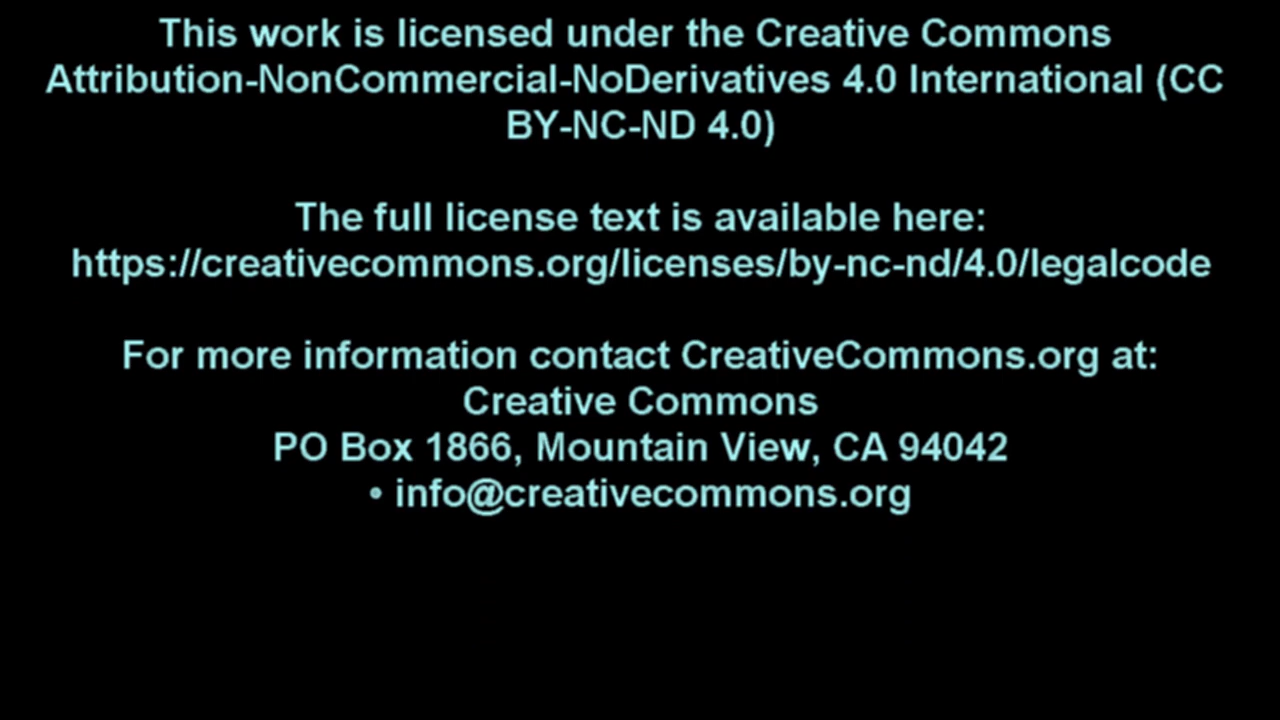 This work is licensed under the Creative Commons
Attribution-NonCommercial-NoDerivatives 4.0 International (CC
BY-NC-ND 4.0)
The full license text is available here:
https://creativecommons.org/licenses/by-nc-nd/4.0/legalcode
For more information contact CreativeCommons.org at:
Creative Commons
PO Box 1866, Mountain View, CA 94042
• info@creativecommons.org